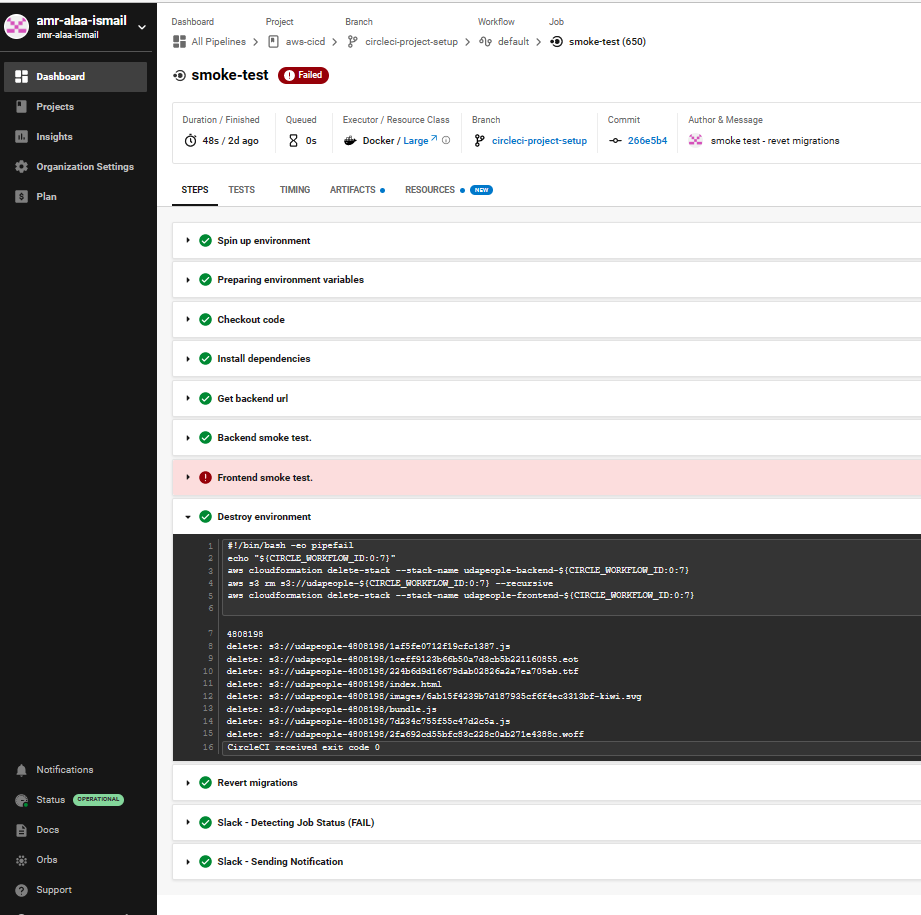 amr-alaa-ismail
amr-alaa-ismail
Dashboard
Projects
Insights
Organization Settings
Plan
Notifications
Status OPERATIONAL
Docs
Orbs
Support
Dashboard Project Branch Workflow Job
All Pipelines aws-cicd circleci-project-setup default smoke-test (650)
smoke-test Failed
Duration / Finished Queued Executor / Resource Class Branch Commit Author & Message
48s / 2d ago 0s Docker / Large circleci-project-setup 266e5b4 smoke test - revet migrations
STEPS TESTS TIMING ARTIFACTS RESOURCES NEW
Spin up environment
Preparing environment variables
Checkout code
Install dependencies
Get backend url
Backend smoke test.
Frontend smoke test.
Destroy environment
1 #!/bin/bash -eo pipefail
2 echo "${CIRCLE_WORKFLOW_ID:0:7}"
3 aws cloudformation delete-stack --stack-name udapeople-backend-${CIRCLE_WORKFLOW_ID:0:7}
4 aws s3 rm s3://udapeople-${CIRCLE_WORKFLOW_ID:0:7} --recursive
5 aws cloudformation delete-stack --stack-name udapeople-frontend-${CIRCLE_WORKFLOW_ID:0:7}
6
7 4808198
8 delete: s3://udapeople-4808198/1af5fe0712f19cfc1387.js
9 delete: s3://udapeople-4808198/1ceff9123b66b50a7d3cb5b221160855.eot
10 delete: s3://udapeople-4808198/224b6d9d16679dab02826a2a7ea705eb.ttf
11 delete: s3://udapeople-4808198/index.html
12 delete: s3://udapeople-4808198/images/6ab15f4239b7d187935cf6f4ec3313bf-kiwi.svg
13 delete: s3://udapeople-4808198/bundle.js
14 delete: s3://udapeople-4808198/7d234c755f55c47d2c5a.js
15 delete: s3://udapeople-4808198/2fa692cd55bfc83c228c0ab271e4388c.woff
16 CircleCI received exit code 0
Revert migrations
Slack - Detecting Job Status (FAIL)
Slack - Sending Notification